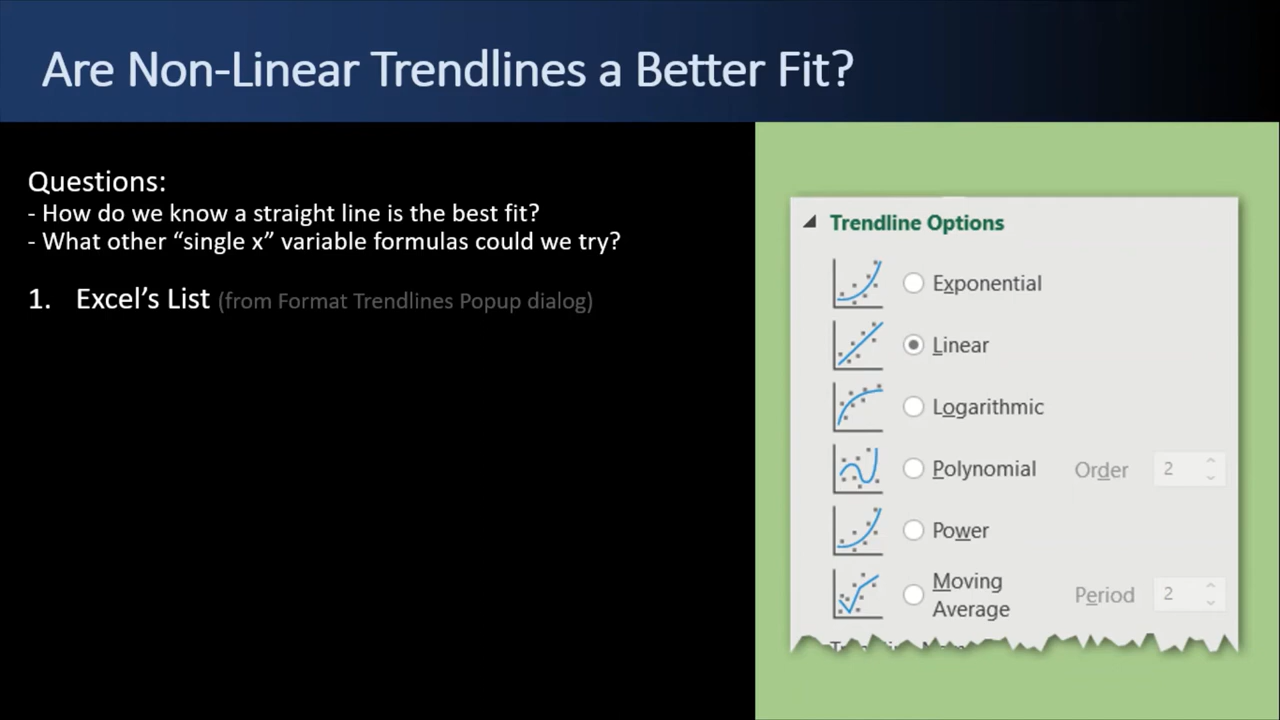 Are Non-Linear Trendlines a Better Fit?
Questions:
- How do we know a straight line is the best fit?
- What other “single x” variable formulas could we try?
1. Excel’s List (from Format Trendlines Popup dialog)
Trendline Options
Exponential
Linear
Logarithmic
Polynomial Order 2
Power
Moving
Average Period 2